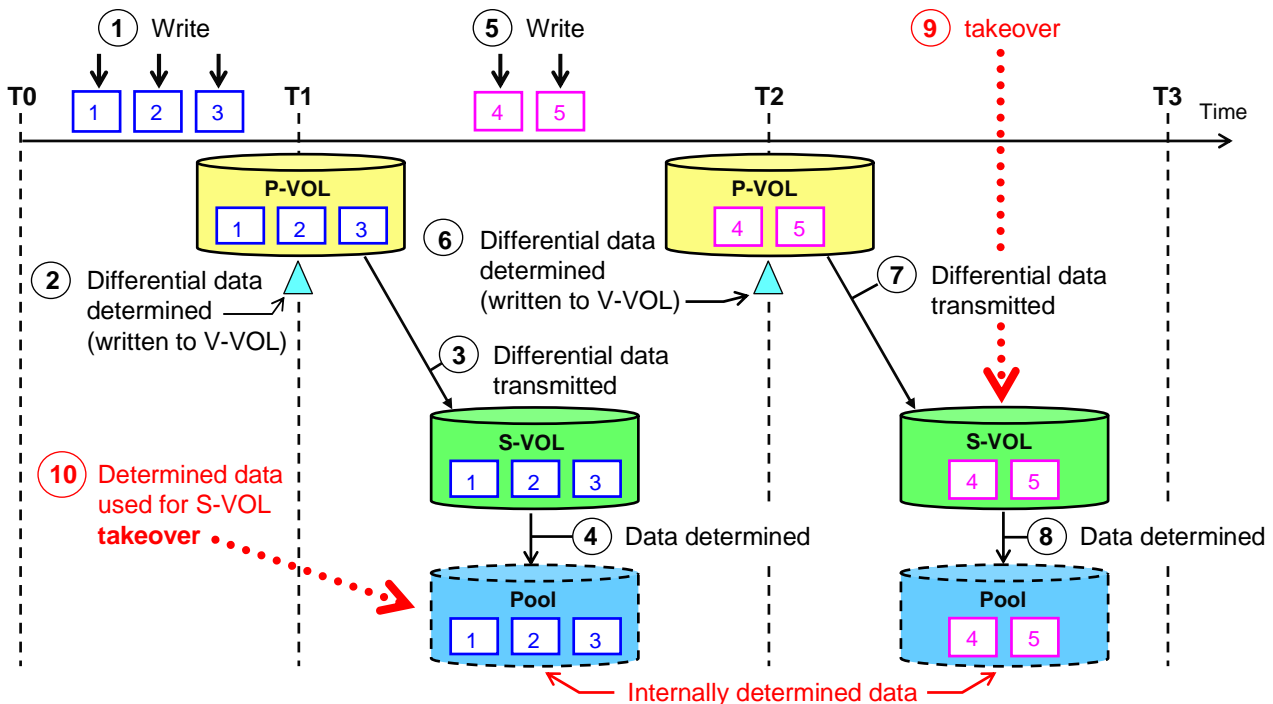 1 Write
5 Write
9 takeover
T0
T1
T2
T3
Time
1 2 3
4 5
P-VOL
1 2 3
P-VOL
4 5
2 Differential data
determined
(written to V-VOL)
6 Differential data
determined
(written to V-VOL)
7 Differential data
transmitted
3 Differential data
transmitted
S-VOL
1 2 3
S-VOL
4 5
10 Determined data
used for S-VOL
takeover
4 Data determined
8 Data determined
Pool
1 2 3
Pool
4 5
Internally determined data